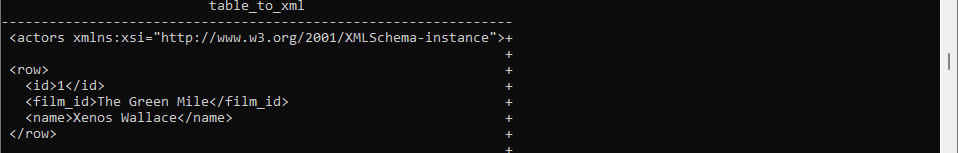 table_to_xml
-----------------------------------------------------------------
<actors xmlns:xsi="http://www.w3.org/2001/XMLSchema-instance">+
+
<row> +
<id>1</id> +
<film_id>The Green Mile</film_id> +
<name>Xenos Wallace</name> +
</row> +
+